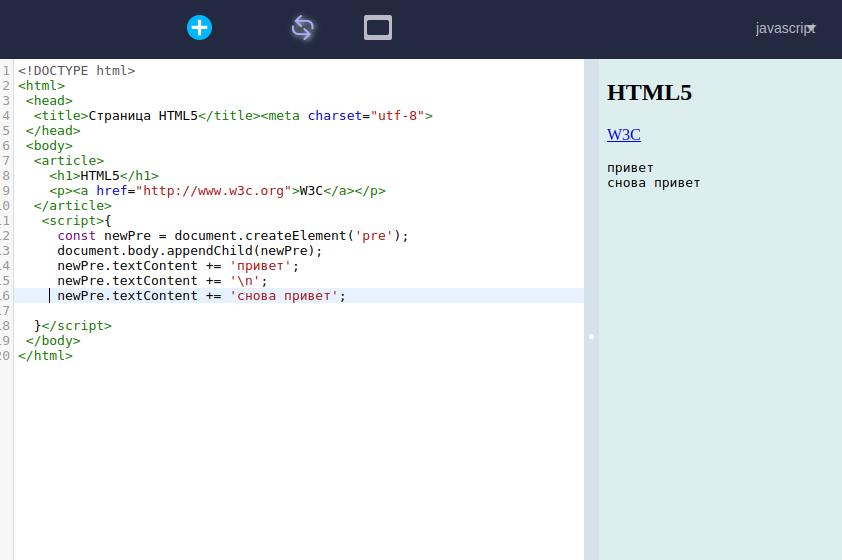 javascript
1 <!DOCTYPE html>
2 <html>
3 <head>
4 <title>Страница HTML5</title><meta charset="utf-8">
5 </head>
6 <body>
7 <article>
8 <h1>HTML5</h1>
9 <p><a href="http://www.w3c.org">W3C</a></p>
10 </article>
11 <script>{
12 const newPre = document.createElement('pre');
13 document.body.appendChild(newPre);
14 newPre.textContent += 'привет';
15 newPre.textContent += '\n';
16 newPre.textContent += 'снова привет';
17
18 }</script>
19 </body>
20 </html>
HTML5
W3C
привет
снова привет